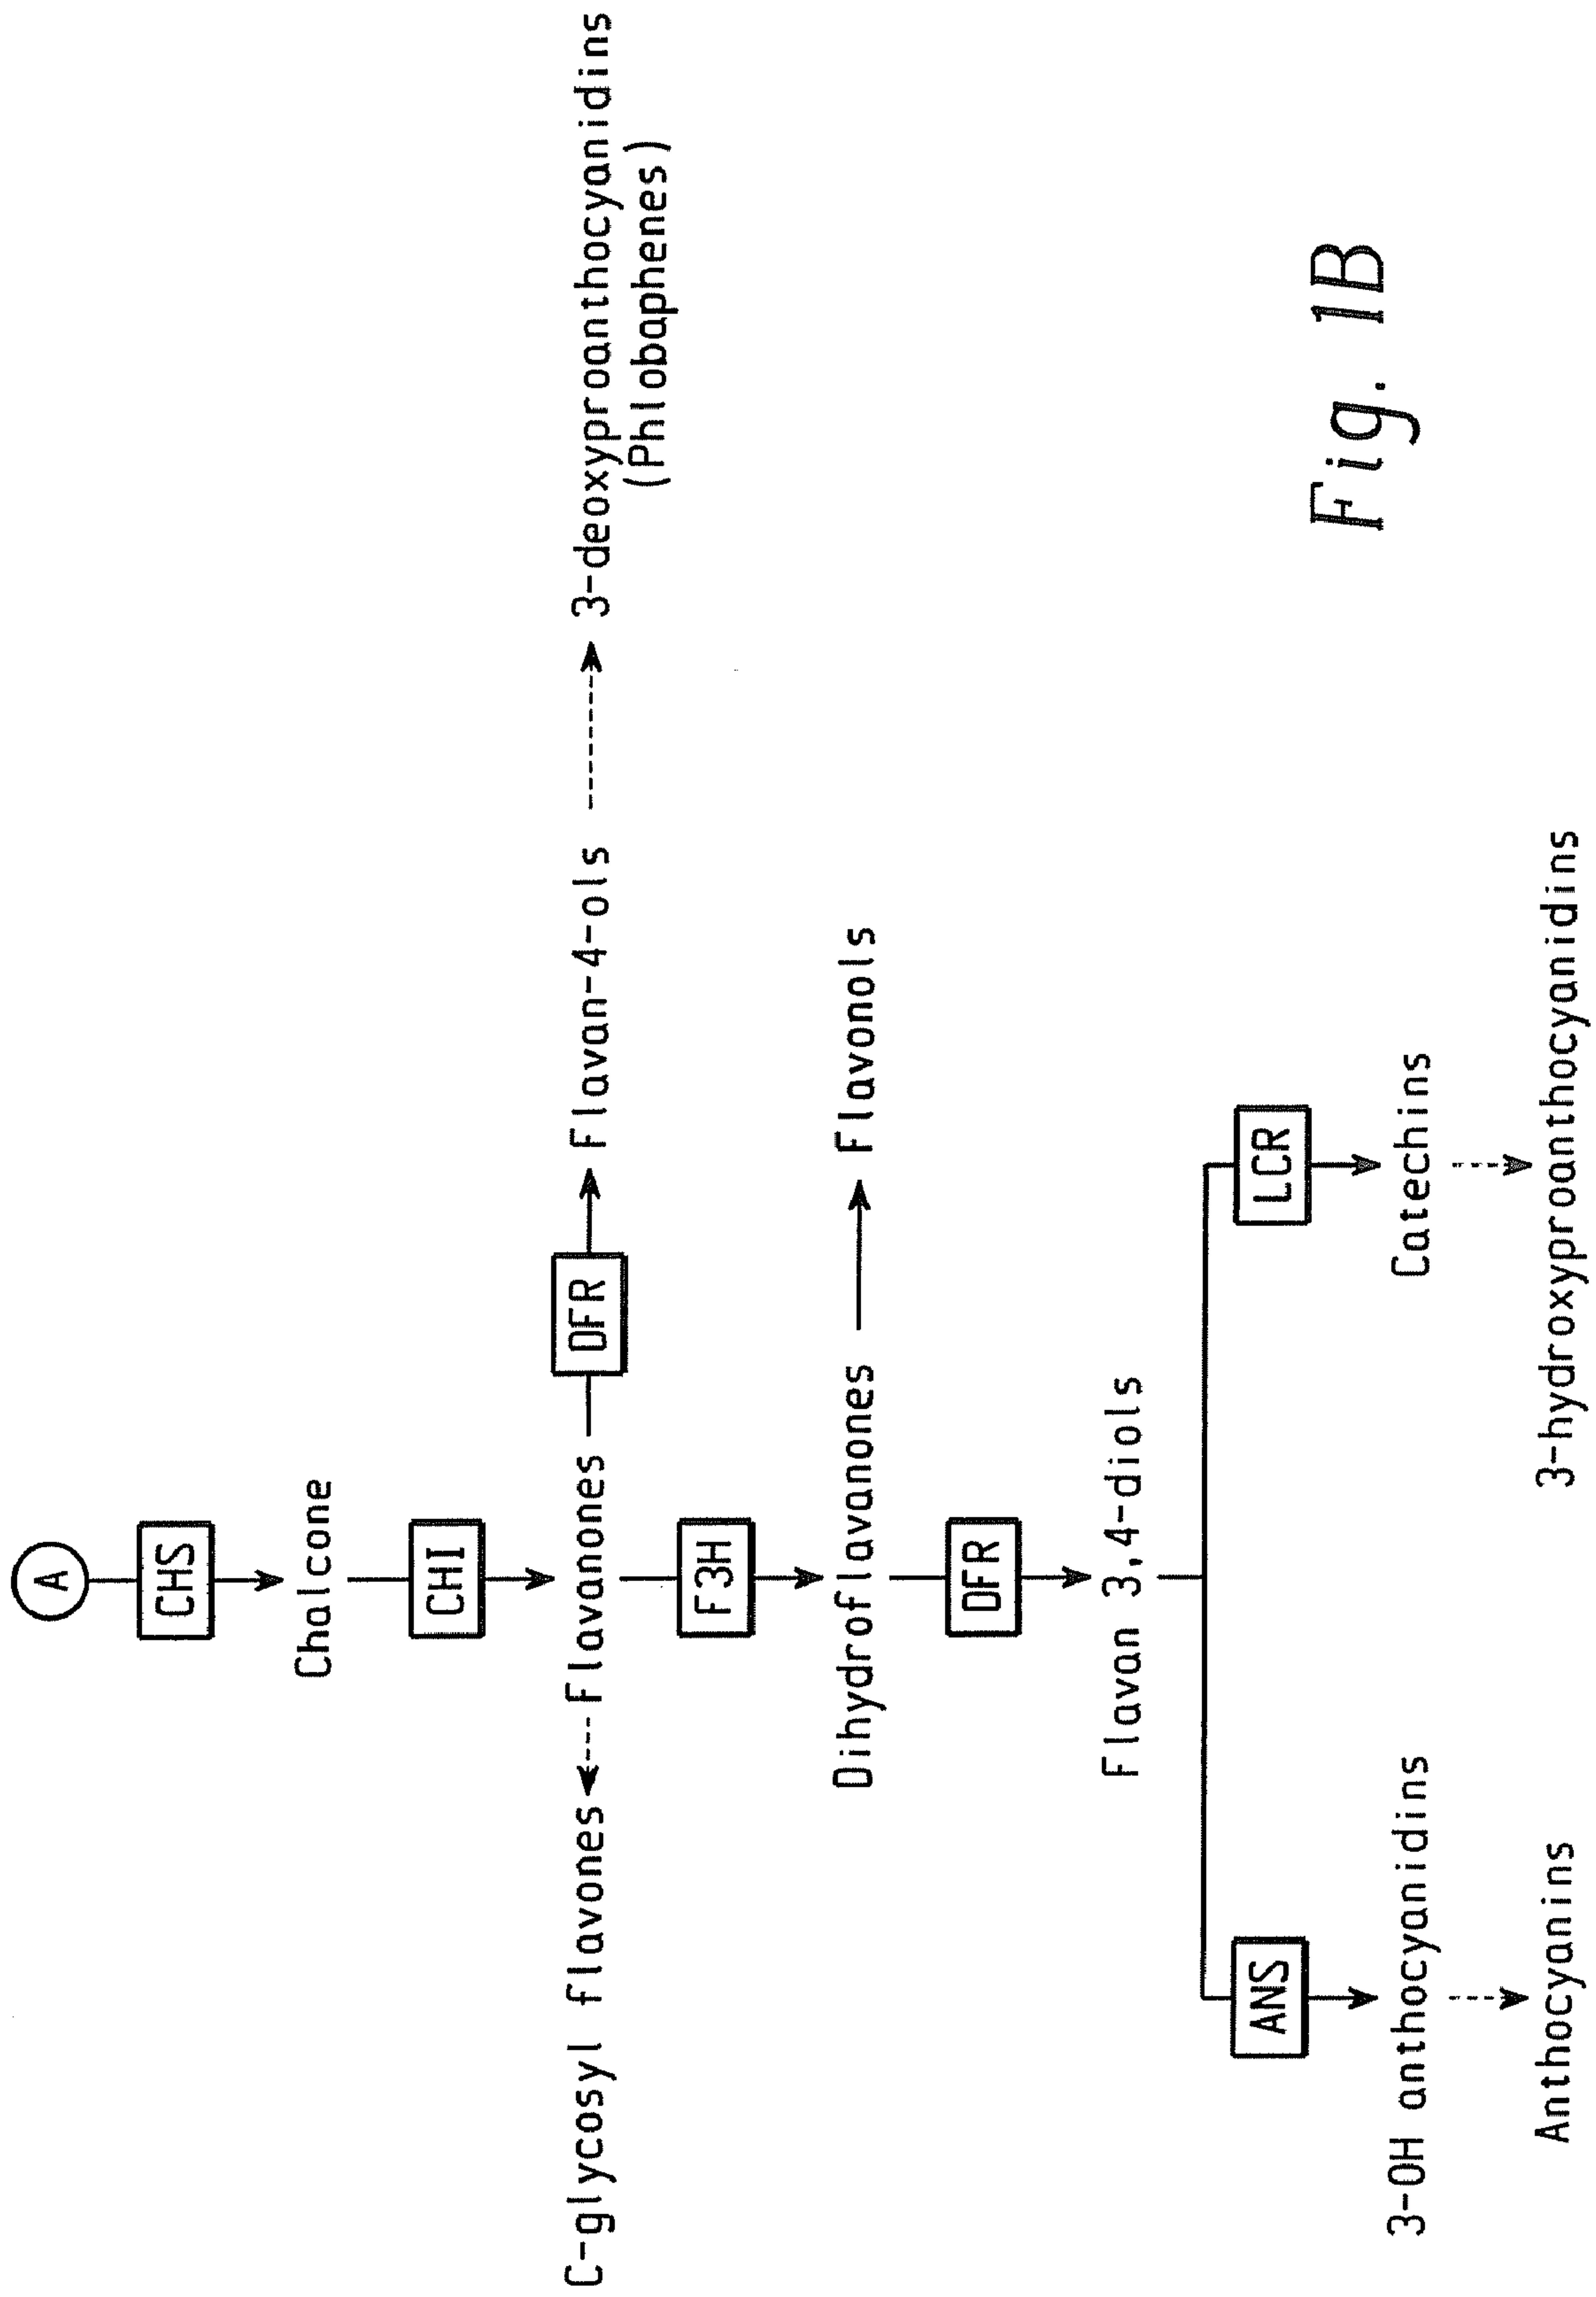 A
CHS
Chalcone
CHI
C-glycosyl flavones
Flavanones
DFR
Flavan-4-ols
3-deoxyproanthocyanidins
(Phlobaphenes)
F3H
Dihydroflavanones
Flavonols
DFR
Flavan 3,4-diols
ANS
LCR
3-OH anthocyanidins
Catechins
Anthocyanins
3-hydroxyproanthocyanidins
Fig. 1B